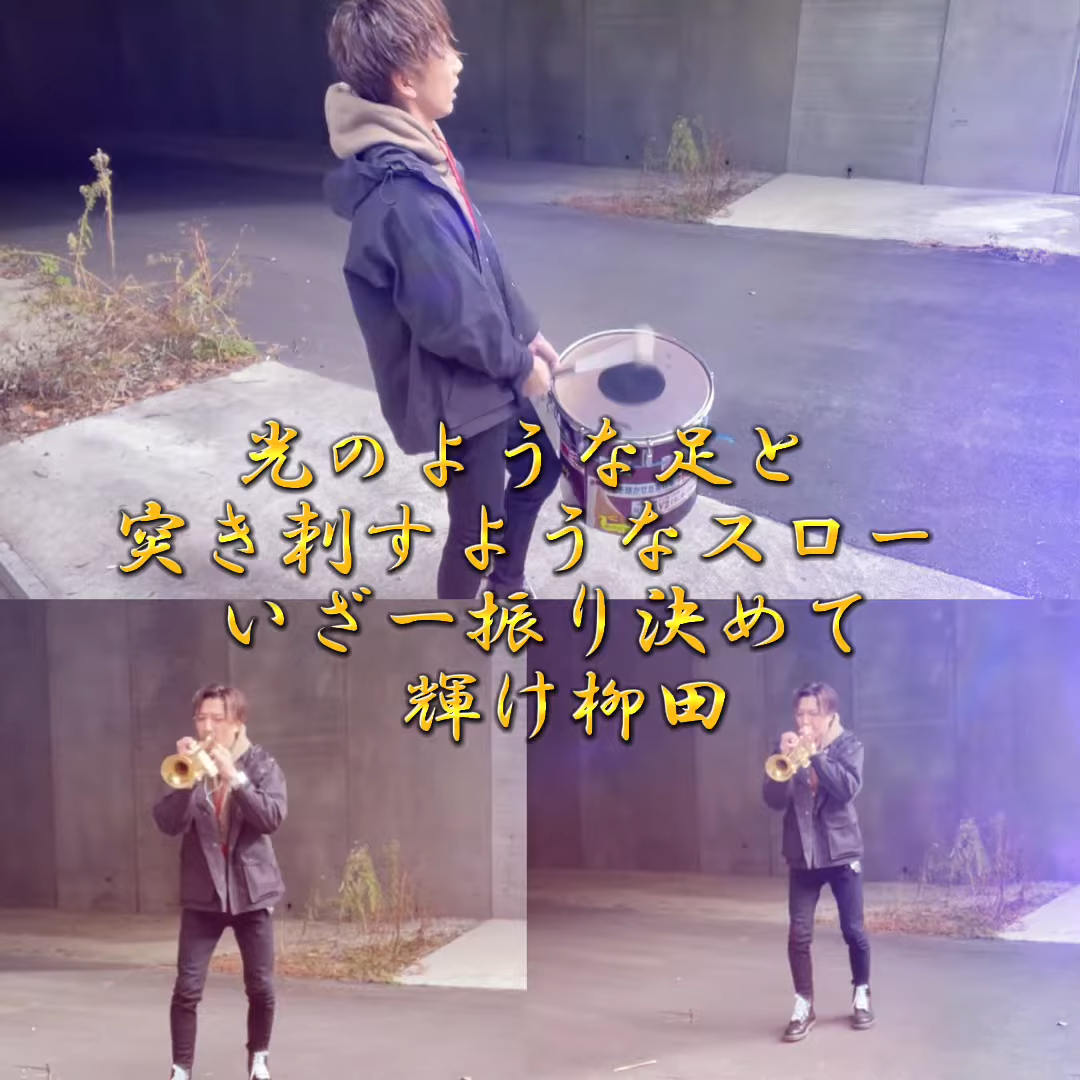 光のような足と
突き刺すようなスロー
いざ一振り決めて
輝け柳田